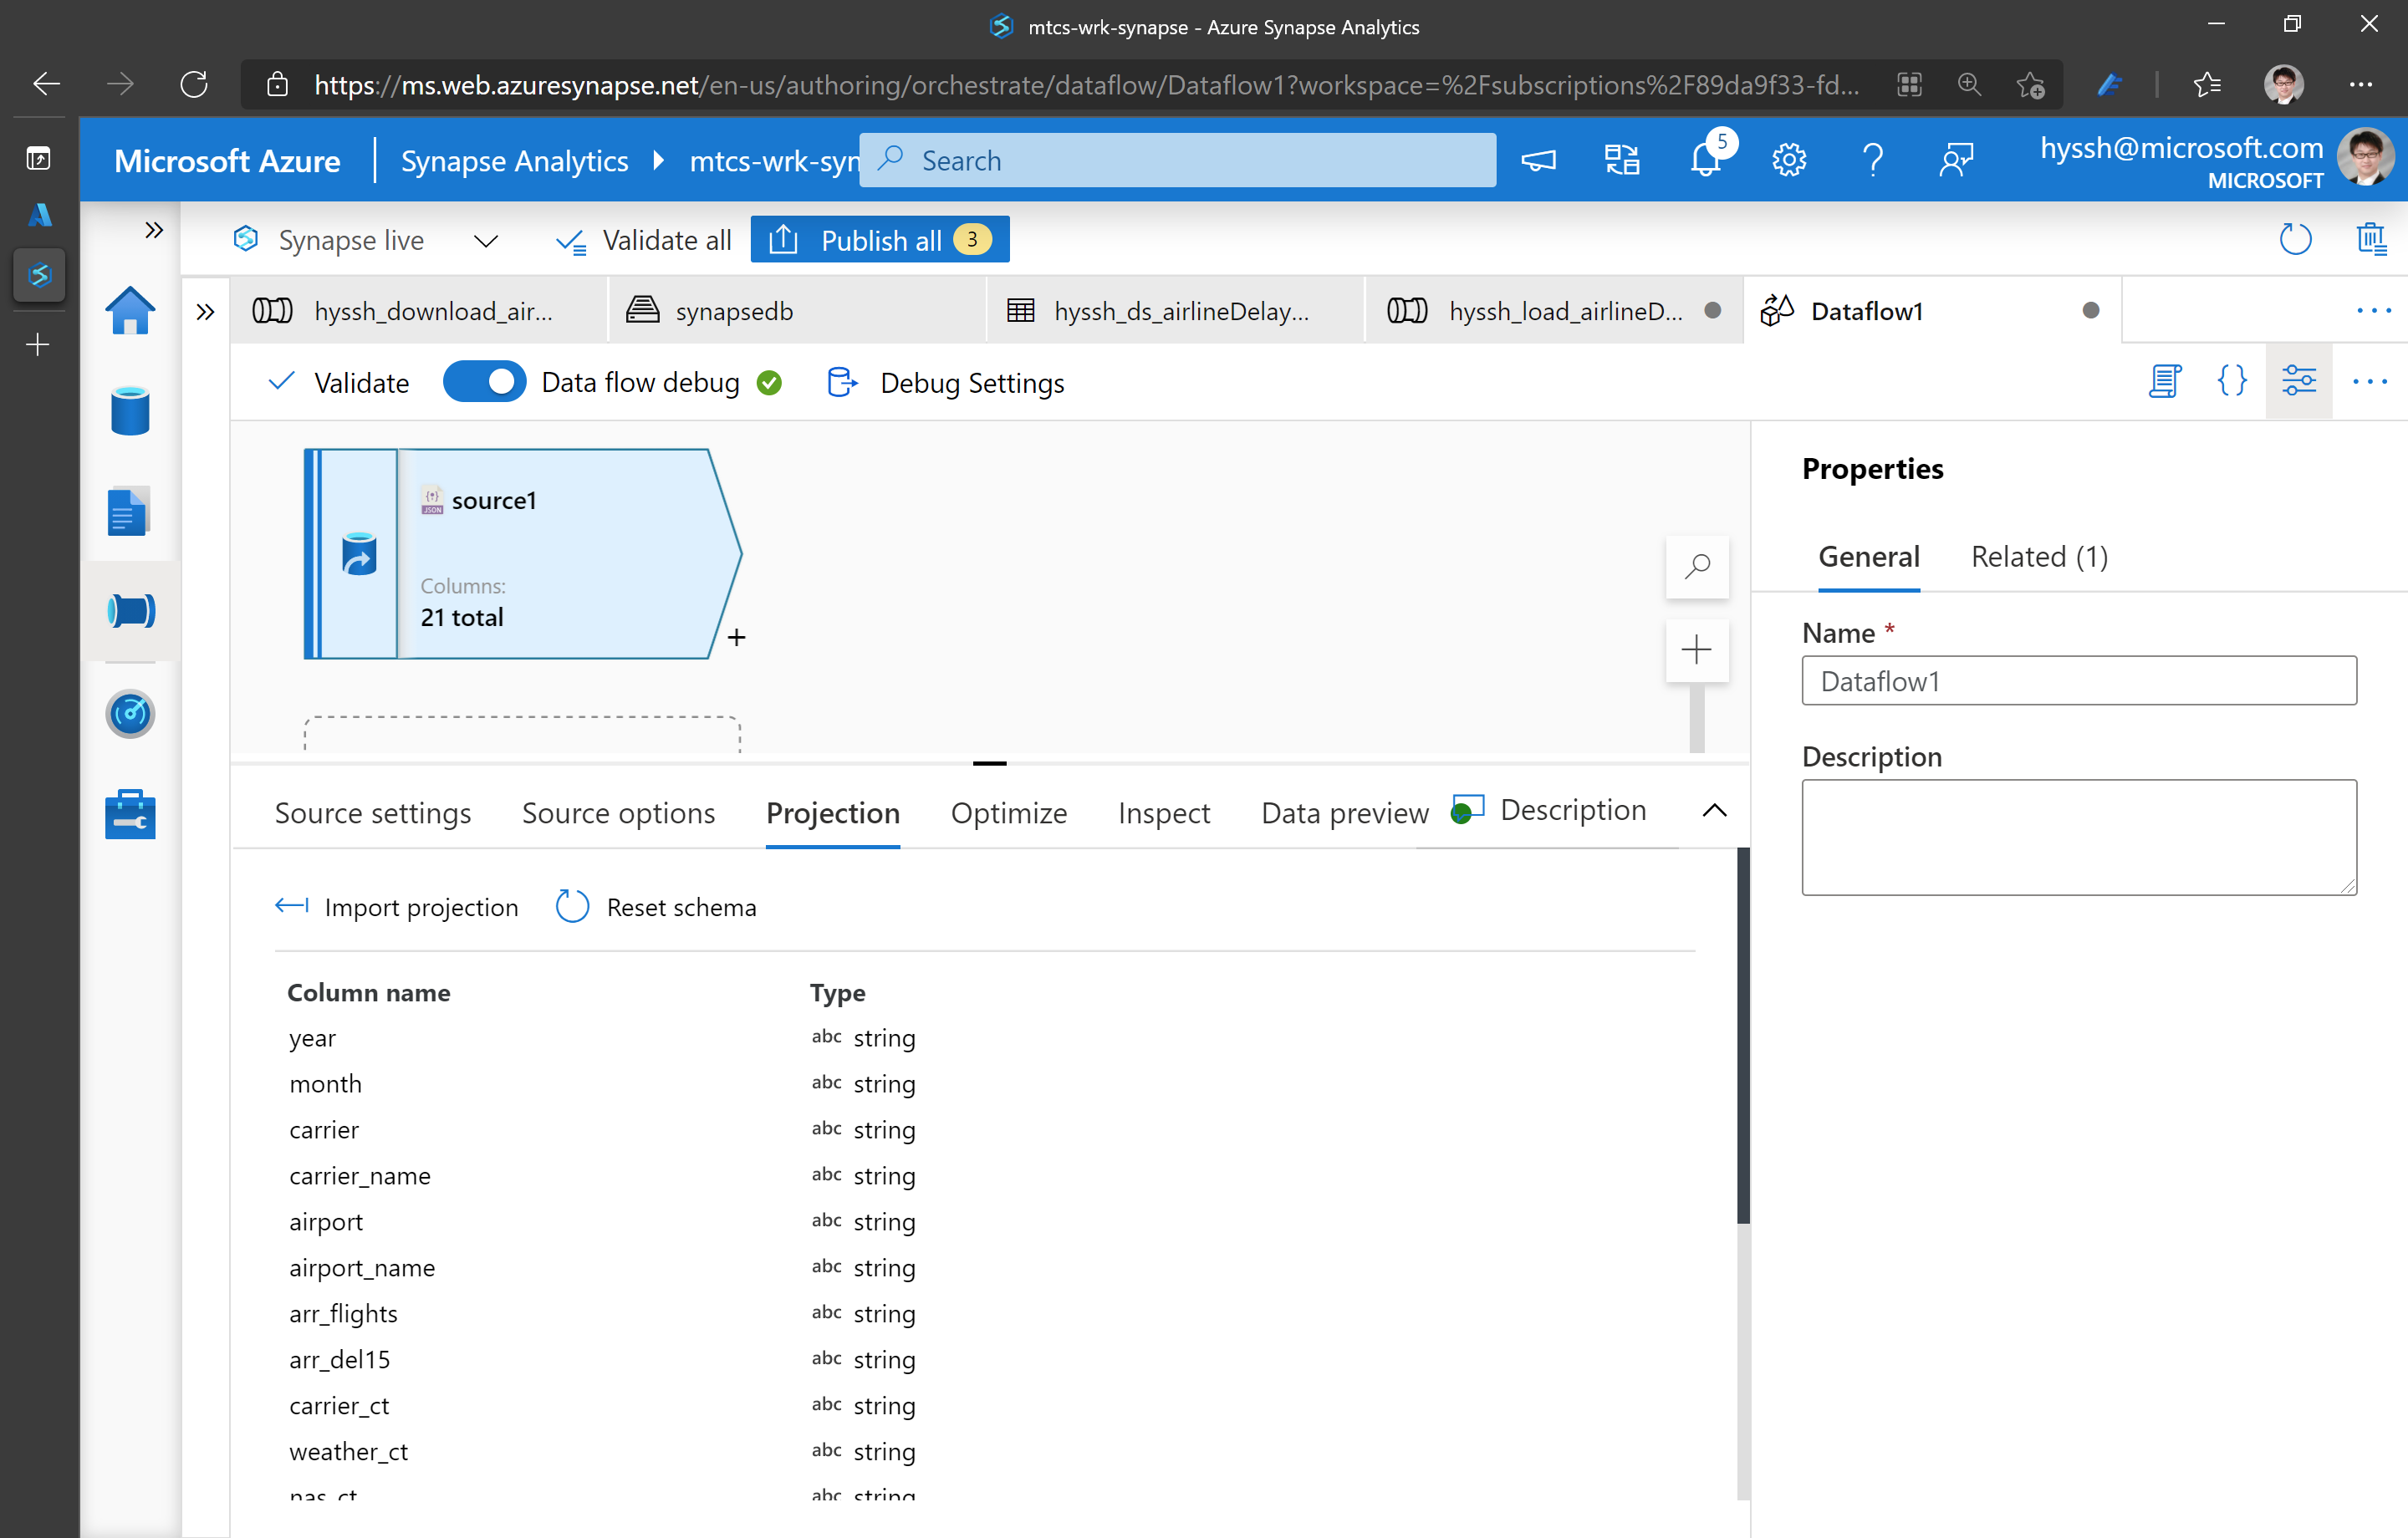 mtcs-wrk-synapse - Azure Synapse Analytics
https://ms.web.azuresynapse.net/en-us/authoring/orchestrate/dataflow/Dataflow1?workspace=%2Fsubscriptions%2F89da9f33-fd...
Microsoft Azure
Synapse Analytics
mtcs-wrk-syn
Search
5
hyssh@microsoft.com
MICROSOFT
Synapse live
Validate all
Publish all 3
hyssh_download_air...
synapsedb
hyssh_ds_airlineDelay...
hyssh_load_airlineD...
Dataflow1
Validate
Data flow debug
Debug Settings
JSON
source1
Columns:
21 total
+
Properties
General
Related (1)
Name *
Dataflow1
Description
Source settings
Source options
Projection
Optimize
Inspect
Data preview
Description
Import projection
Reset schema
Column name Type
year abc string
month abc string
carrier abc string
carrier_name abc string
airport abc string
airport_name abc string
arr_flights abc string
arr_del15 abc string
carrier_ct abc string
weather_ct abc string
nas_ct abc string